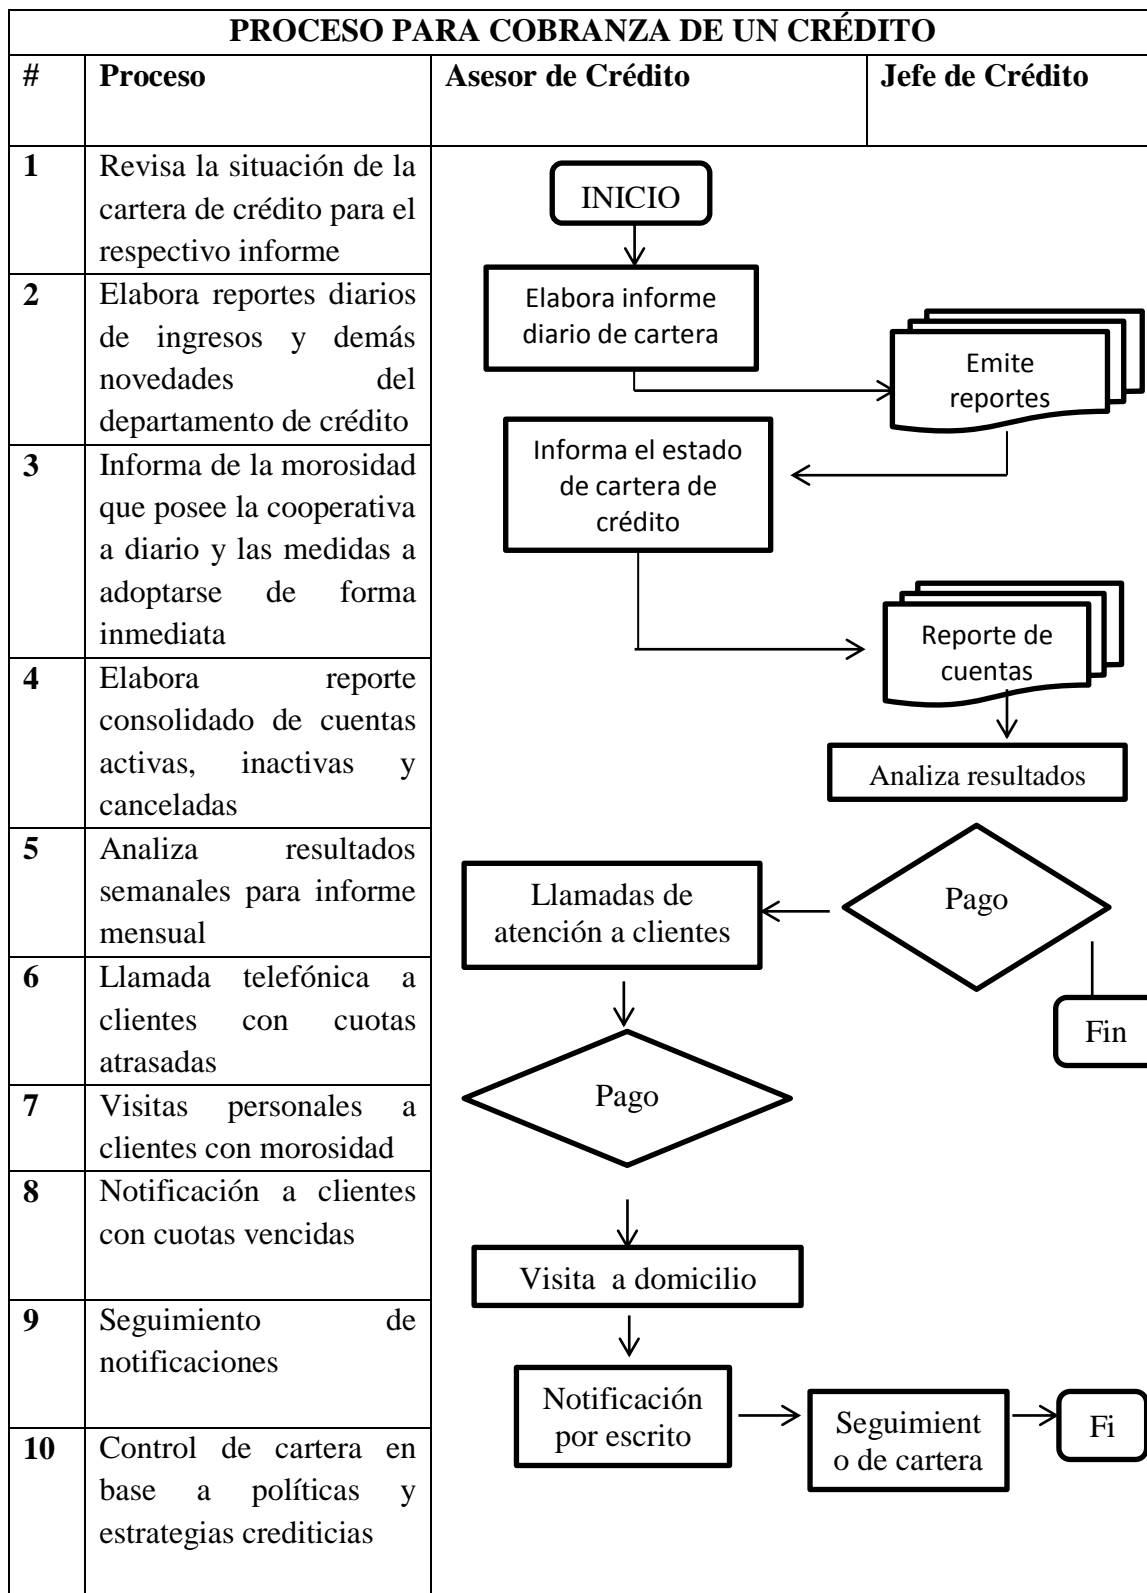 PROCESO PARA COBRANZA DE UN CRÉDITO
# Proceso Asesor de Crédito Jefe de Crédito
1 Revisa la situación de la
cartera de crédito para el
respectivo informe
2 Elabora reportes diarios
de ingresos y demás
novedades del
departamento de crédito
3 Informa de la morosidad
que posee la cooperativa
a diario y las medidas a
adoptarse de forma
inmediata
4 Elabora reporte
consolidado de cuentas
activas, inactivas y
canceladas
5 Analiza resultados
semanales para informe
mensual
6 Llamada telefónica a
clientes con cuotas
atrasadas
7 Visitas personales a
clientes con morosidad
8 Notificación a clientes
con cuotas vencidas
9 Seguimiento de
notificaciones
10 Control de cartera en
base a políticas y
estrategias crediticias
INICIO
Elabora informe
diario de cartera
Emite
reportes
Informa el estado
de cartera de
crédito
Reporte de
cuentas
Analiza resultados
Pago
Llamadas de
atención a clientes
Fin
Pago
Visita a domicilio
Notificación
por escrito
Seguimient
o de cartera
Fi